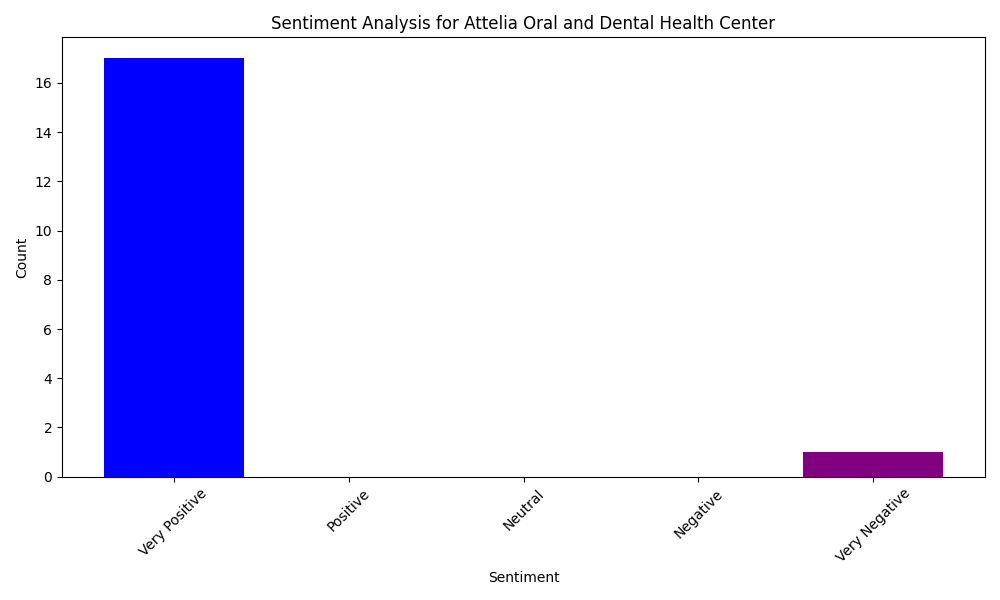 Sentiment Analysis for Attelia Oral and Dental Health Center
Count
16
14
12
10
8
6
4
2
0
Very Positive
Positive
Neutral
Negative
Very Negative
Sentiment